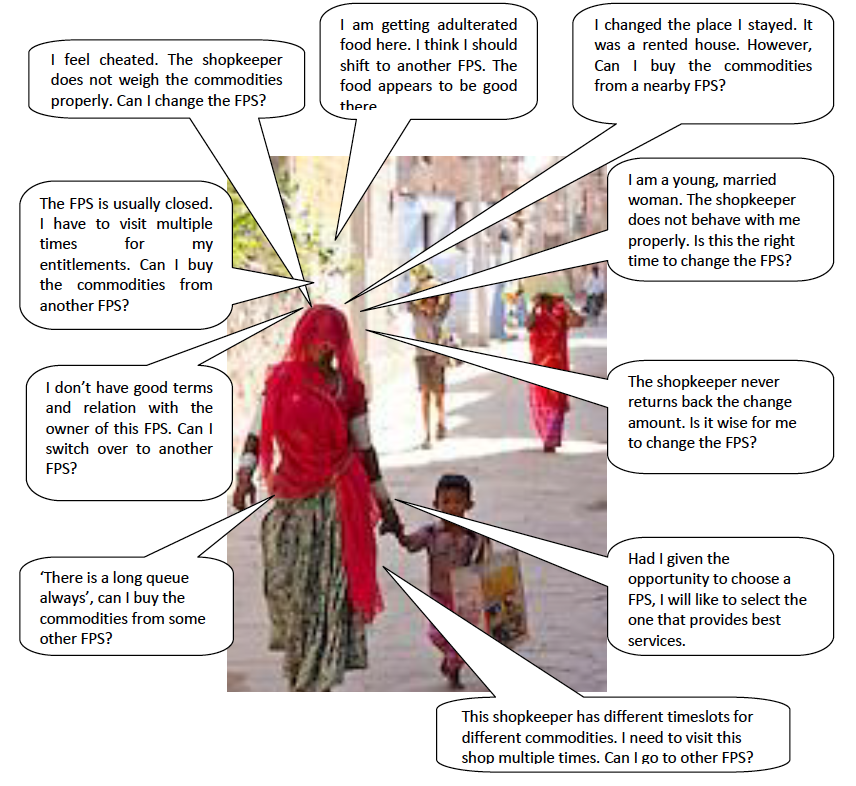 I feel cheated. The shopkeeper
does not weigh the commodities
properly. Can I change the FPS?
I am getting adulterated
food here. I think I should
shift to another FPS. The
food appears to be good
there
I changed the place I stayed. It
was a rented house. However,
Can I buy the commodities
from a nearby FPS?
The FPS is usually closed.
I have to visit multiple
times for my
entitlements. Can I buy
the commodities from
another FPS?
I am a young, married
woman. The shopkeeper
does not behave with me
properly. Is this the right
time to change the FPS?
I don’t have good terms
and relation with the
owner of this FPS. Can I
switch over to another
FPS?
The shopkeeper never
returns back the change
amount. Is it wise for me
to change the FPS?
‘There is a long queue
always’, can I buy the
commodities from some
other FPS?
Had I given the
opportunity to choose a
FPS, I will like to select the
one that provides best
services.
This shopkeeper has different timeslots for
different commodities. I need to visit this
shop multiple times. Can I go to other FPS?